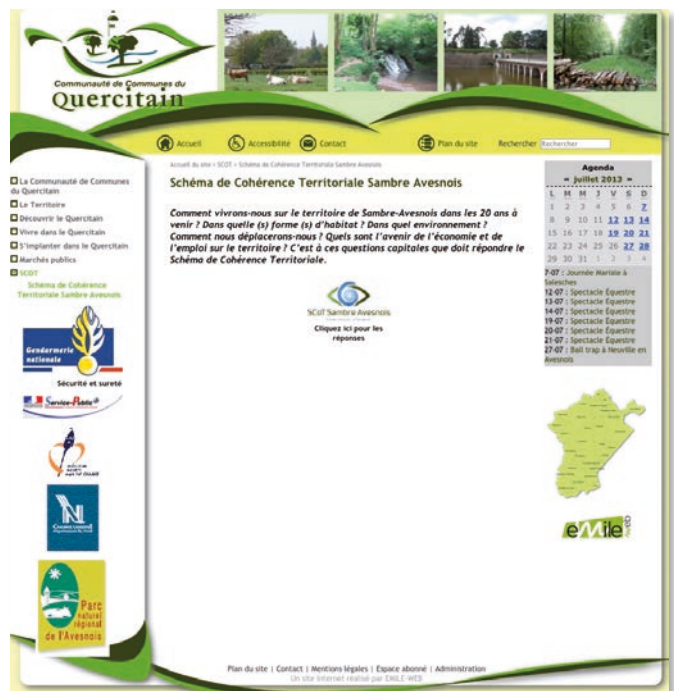 Communauté de Communes du
Quercitain
Accueil
Accessibilité
Contact
Plan du site
Rechercher
Rechercher
Accueil du site > SCOT > Schéma de Cohérence Territoriale Sambre Avesnois
La Communauté de Communes
du Quercitain
Le Territoire
Découvrir le Quercitain
Vivre dans le Quercitain
S'implanter dans le Quercitain
Marchés publics
SCOT
Schéma de Cohérence
Territoriale Sambre Avesnois
Gendarmerie
nationale
Sécurité et sureté
Service-Public
Parc
naturel
régional
de l'Avesnois
Schéma de Cohérence Territoriale Sambre Avesnois
Comment vivrons-nous sur le territoire de Sambre-Avesnois dans les 20 ans à
venir ? Dans quelle (s) forme (s) d'habitat ? Dans quel environnement ?
Comment nous déplacerons-nous ? Quels sont l'avenir de l'économie et de
l'emploi sur le territoire ? C'est à ces questions capitales que doit répondre le
Schéma de Cohérence Territoriale.
SCoT Sambre Avesnois
Cliquez ici pour les
réponses
Agenda
« juillet 2013 »
L M M J V S D
1 2 3 4 5 6 7
8 9 10 11 12 13 14
15 16 17 18 19 20 21
22 23 24 25 26 27 28
29 30 31 1 2 3 4
7-07 : Journée Mariale à
Salesches
12-07 : Spectacle Équestre
13-07 : Spectacle Équestre
14-07 : Spectacle Équestre
19-07 : Spectacle Équestre
20-07 : Spectacle Équestre
21-07 : Spectacle Équestre
27-07 : Ball trap à Neuville en
Avesnois
eMile web
Plan du site | Contact | Mentions légales | Espace abonné | Administration
Un site internet réalisé par EMILE-WEB